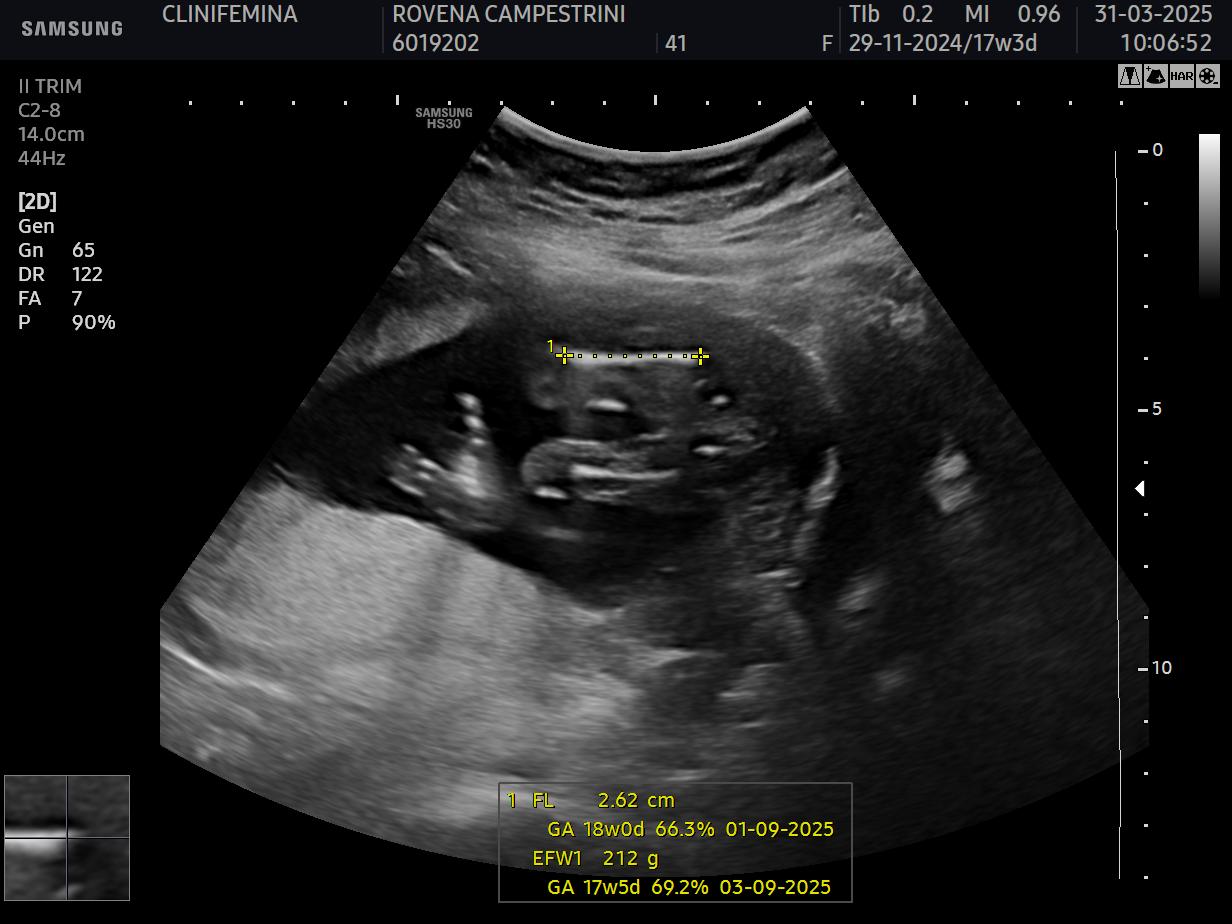 SAMSUNG
CLINIFEMINA
ROVENA CAMPESTRINI
6019202
41
F
TIb 0.2 MI 0.96
29-11-2024/17w3d
31-03-2025
10:06:52
HAR
II TRIM
C2-8
14.0cm
44Hz
[2D]
Gen
Gn 65
DR 122
FA 7
P 90%
SAMSUNG
HS30
0
5
10
1
1 FL 2.62 cm
GA 18w0d 66.3% 01-09-2025
EFW1 212 g
GA 17w5d 69.2% 03-09-2025